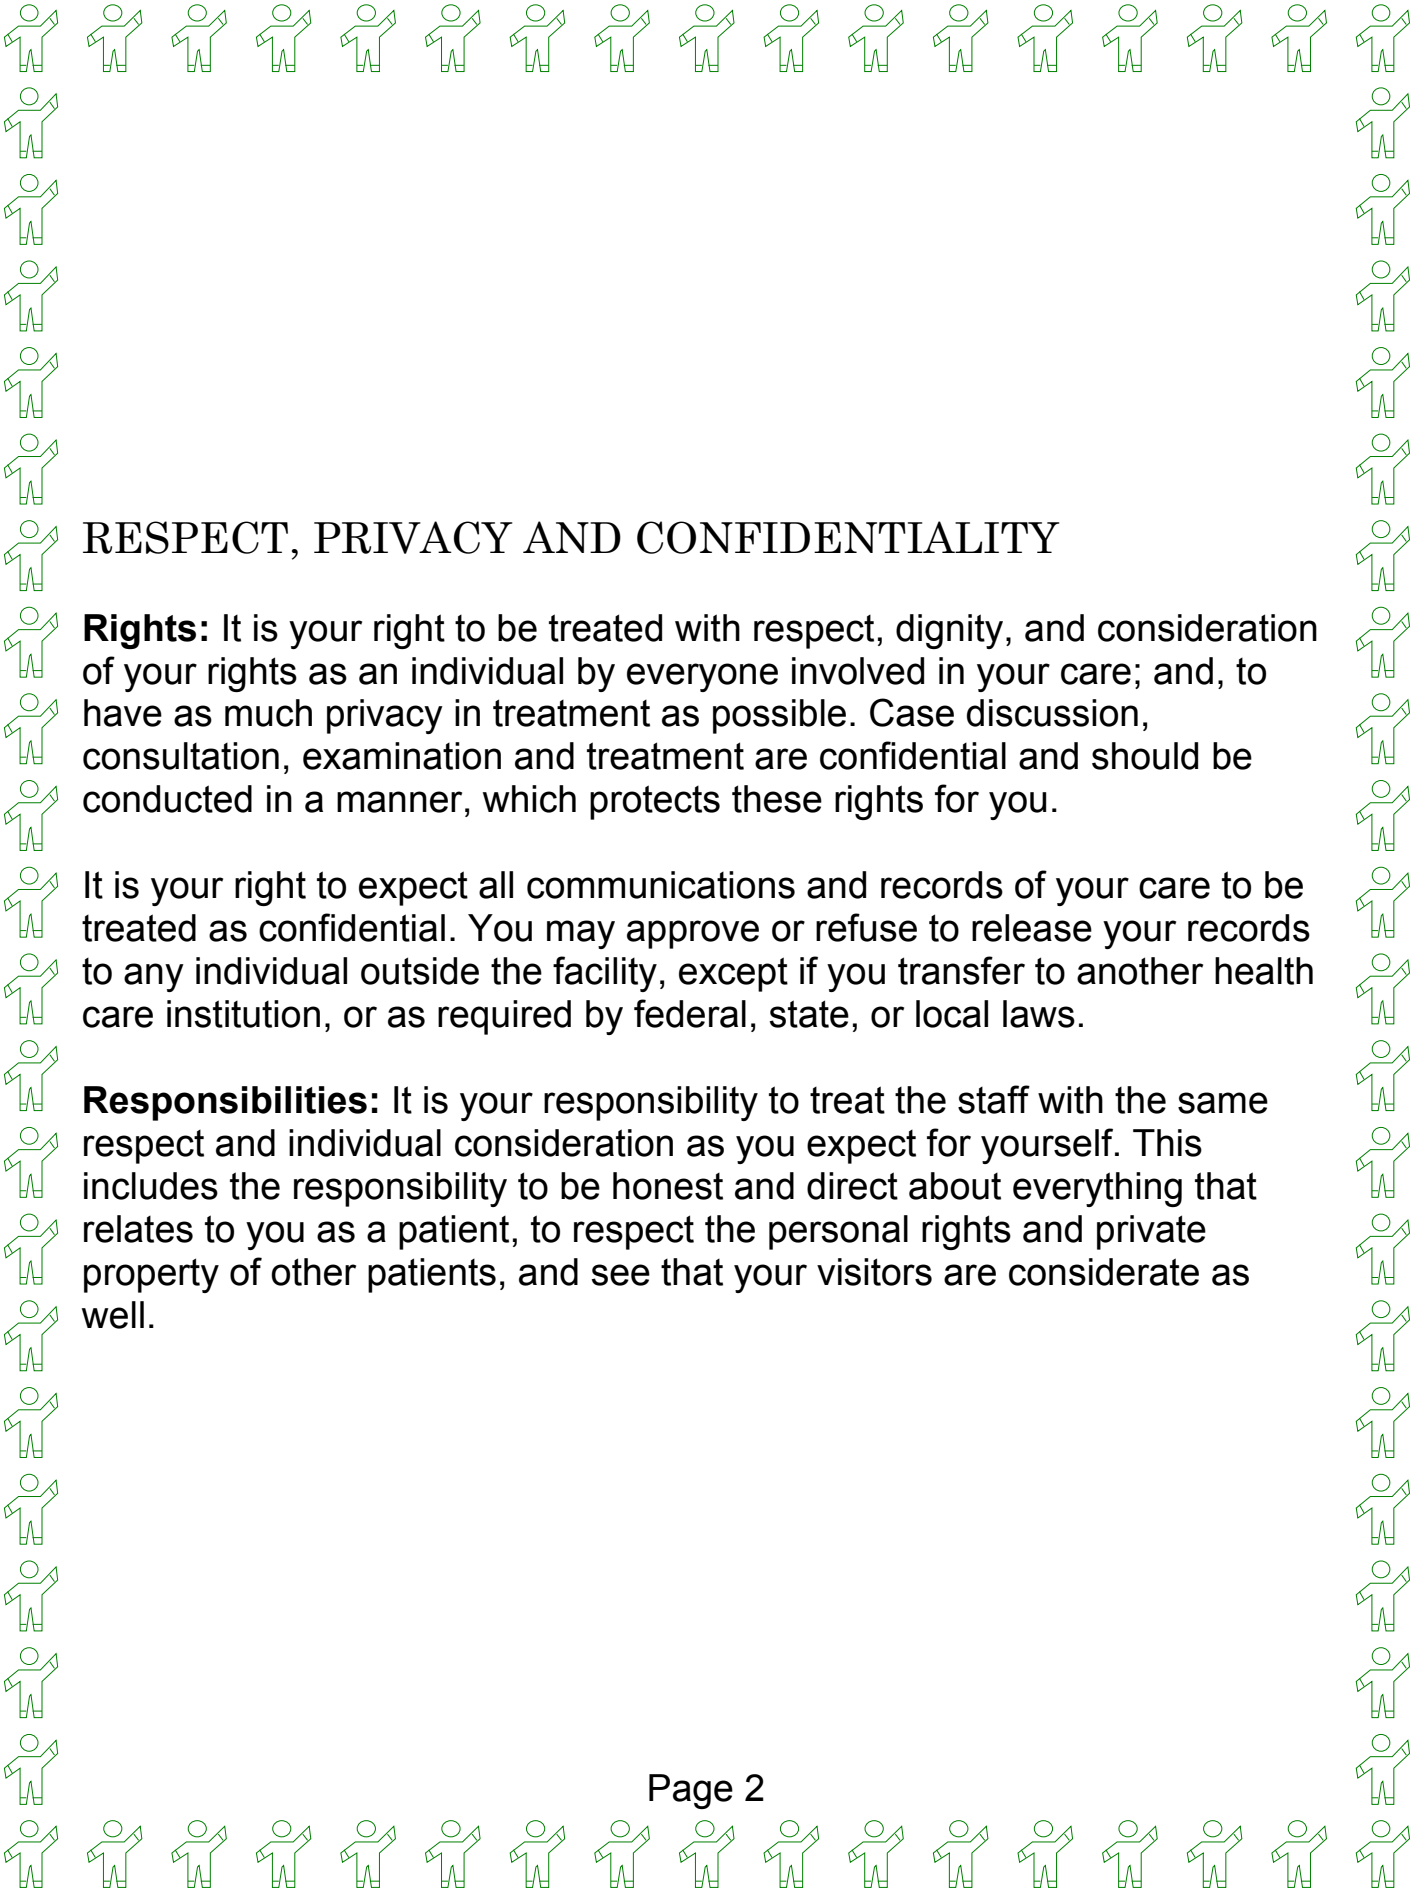 RESPECT, PRIVACY AND CONFIDENTIALITY
Rights: It is your right to be treated with respect, dignity, and consideration
of your rights as an individual by everyone involved in your care; and, to
have as much privacy in treatment as possible. Case discussion,
consultation, examination and treatment are confidential and should be
conducted in a manner, which protects these rights for you.
It is your right to expect all communications and records of your care to be
treated as confidential. You may approve or refuse to release your records
to any individual outside the facility, except if you transfer to another health
care institution, or as required by federal, state, or local laws.
Responsibilities: It is your responsibility to treat the staff with the same
respect and individual consideration as you expect for yourself. This
includes the responsibility to be honest and direct about everything that
relates to you as a patient, to respect the personal rights and private
property of other patients, and see that your visitors are considerate as
well.
Page 2